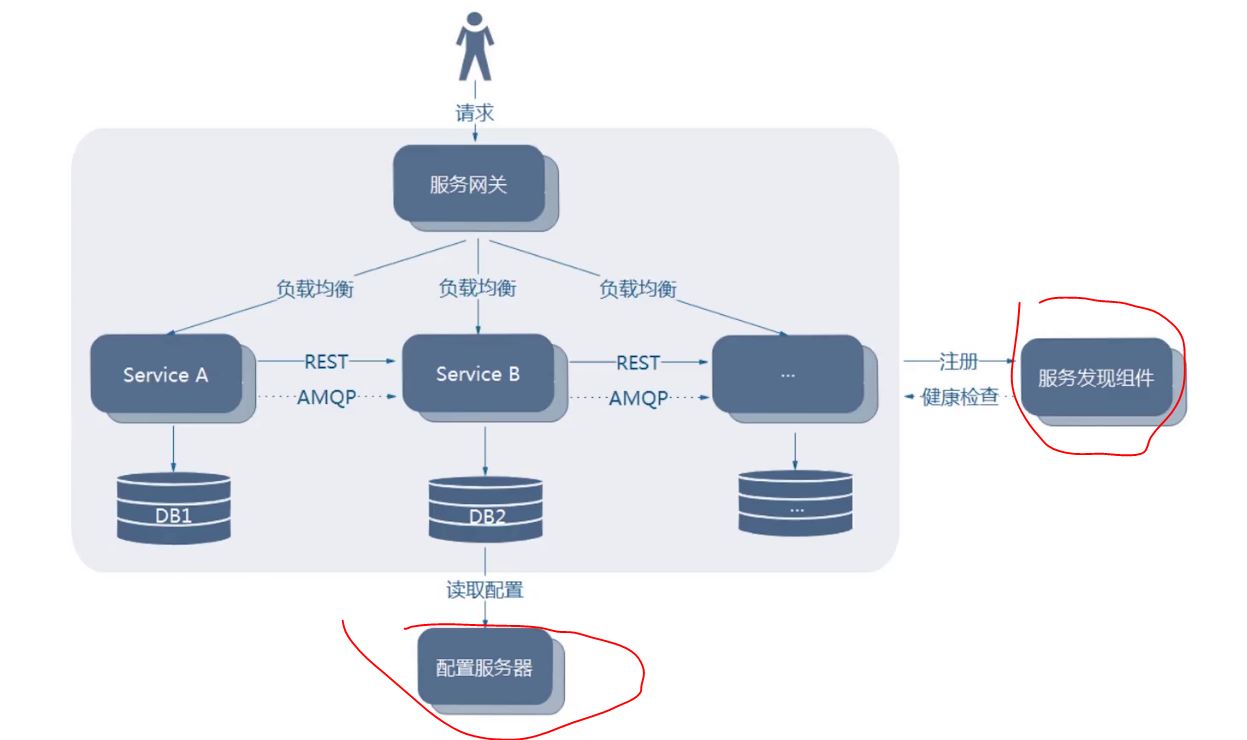 请求
服务网关
负载均衡 负载均衡 负载均衡
Service A REST Service B REST ... 注册 服务发现组件
AMQP AMQP 健康检查
DB1 DB2 ...
读取配置
配置服务器